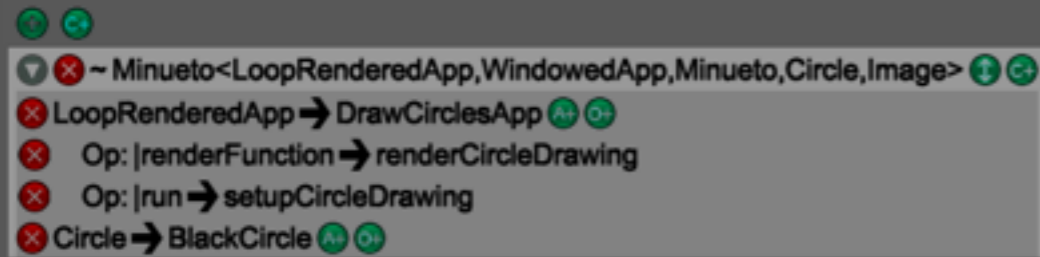 C+
~ Minueto<LoopRenderedApp,WindowedApp,Minueto,Circle,Image> C+
LoopRenderedApp➔DrawCirclesApp A+ O+
Op: |renderFunction➔renderCircleDrawing
Op: |run➔setupCircleDrawing
Circle➔BlackCircle A+ O+